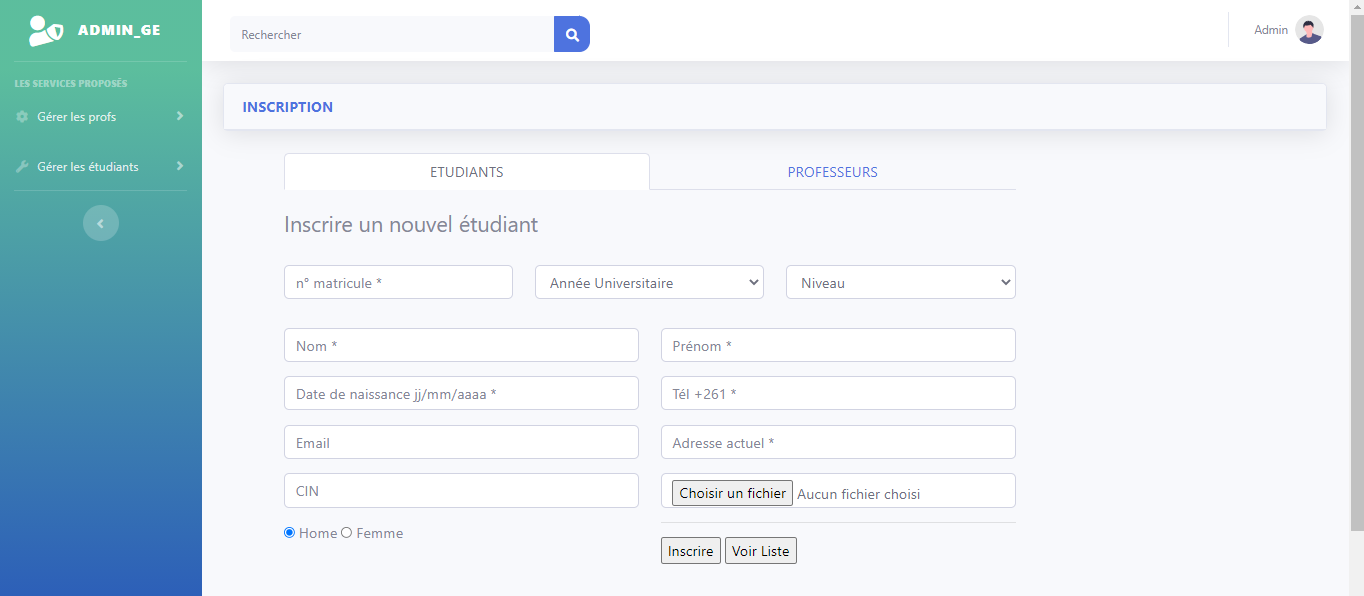 ADMIN_GE
Rechercher
Admin
LES SERVICES PROPOSÉS
Gérer les profs
Gérer les étudiants
INSCRIPTION
ETUDIANTS
PROFESSEURS
Inscrire un nouvel étudiant
n° matricule *
Année Universitaire
Niveau
Nom *
Prénom *
Date de naissance jj/mm/aaaa *
Tél +261 *
Email
Adresse actuel *
CIN
Choisir un fichier Aucun fichier choisi
Home Femme
Inscrire Voir Liste